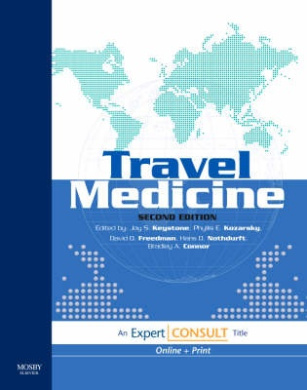 Travel
Medicine
SECOND EDITION
Edited by: Jay S. Keystone, Phyllis E. Kozarsky,
David O. Freedman, Hans D. Nothdurft,
Bradley A. Connor
An Expert CONSULT Title
Online + Print
MOSBY
ELSEVIER